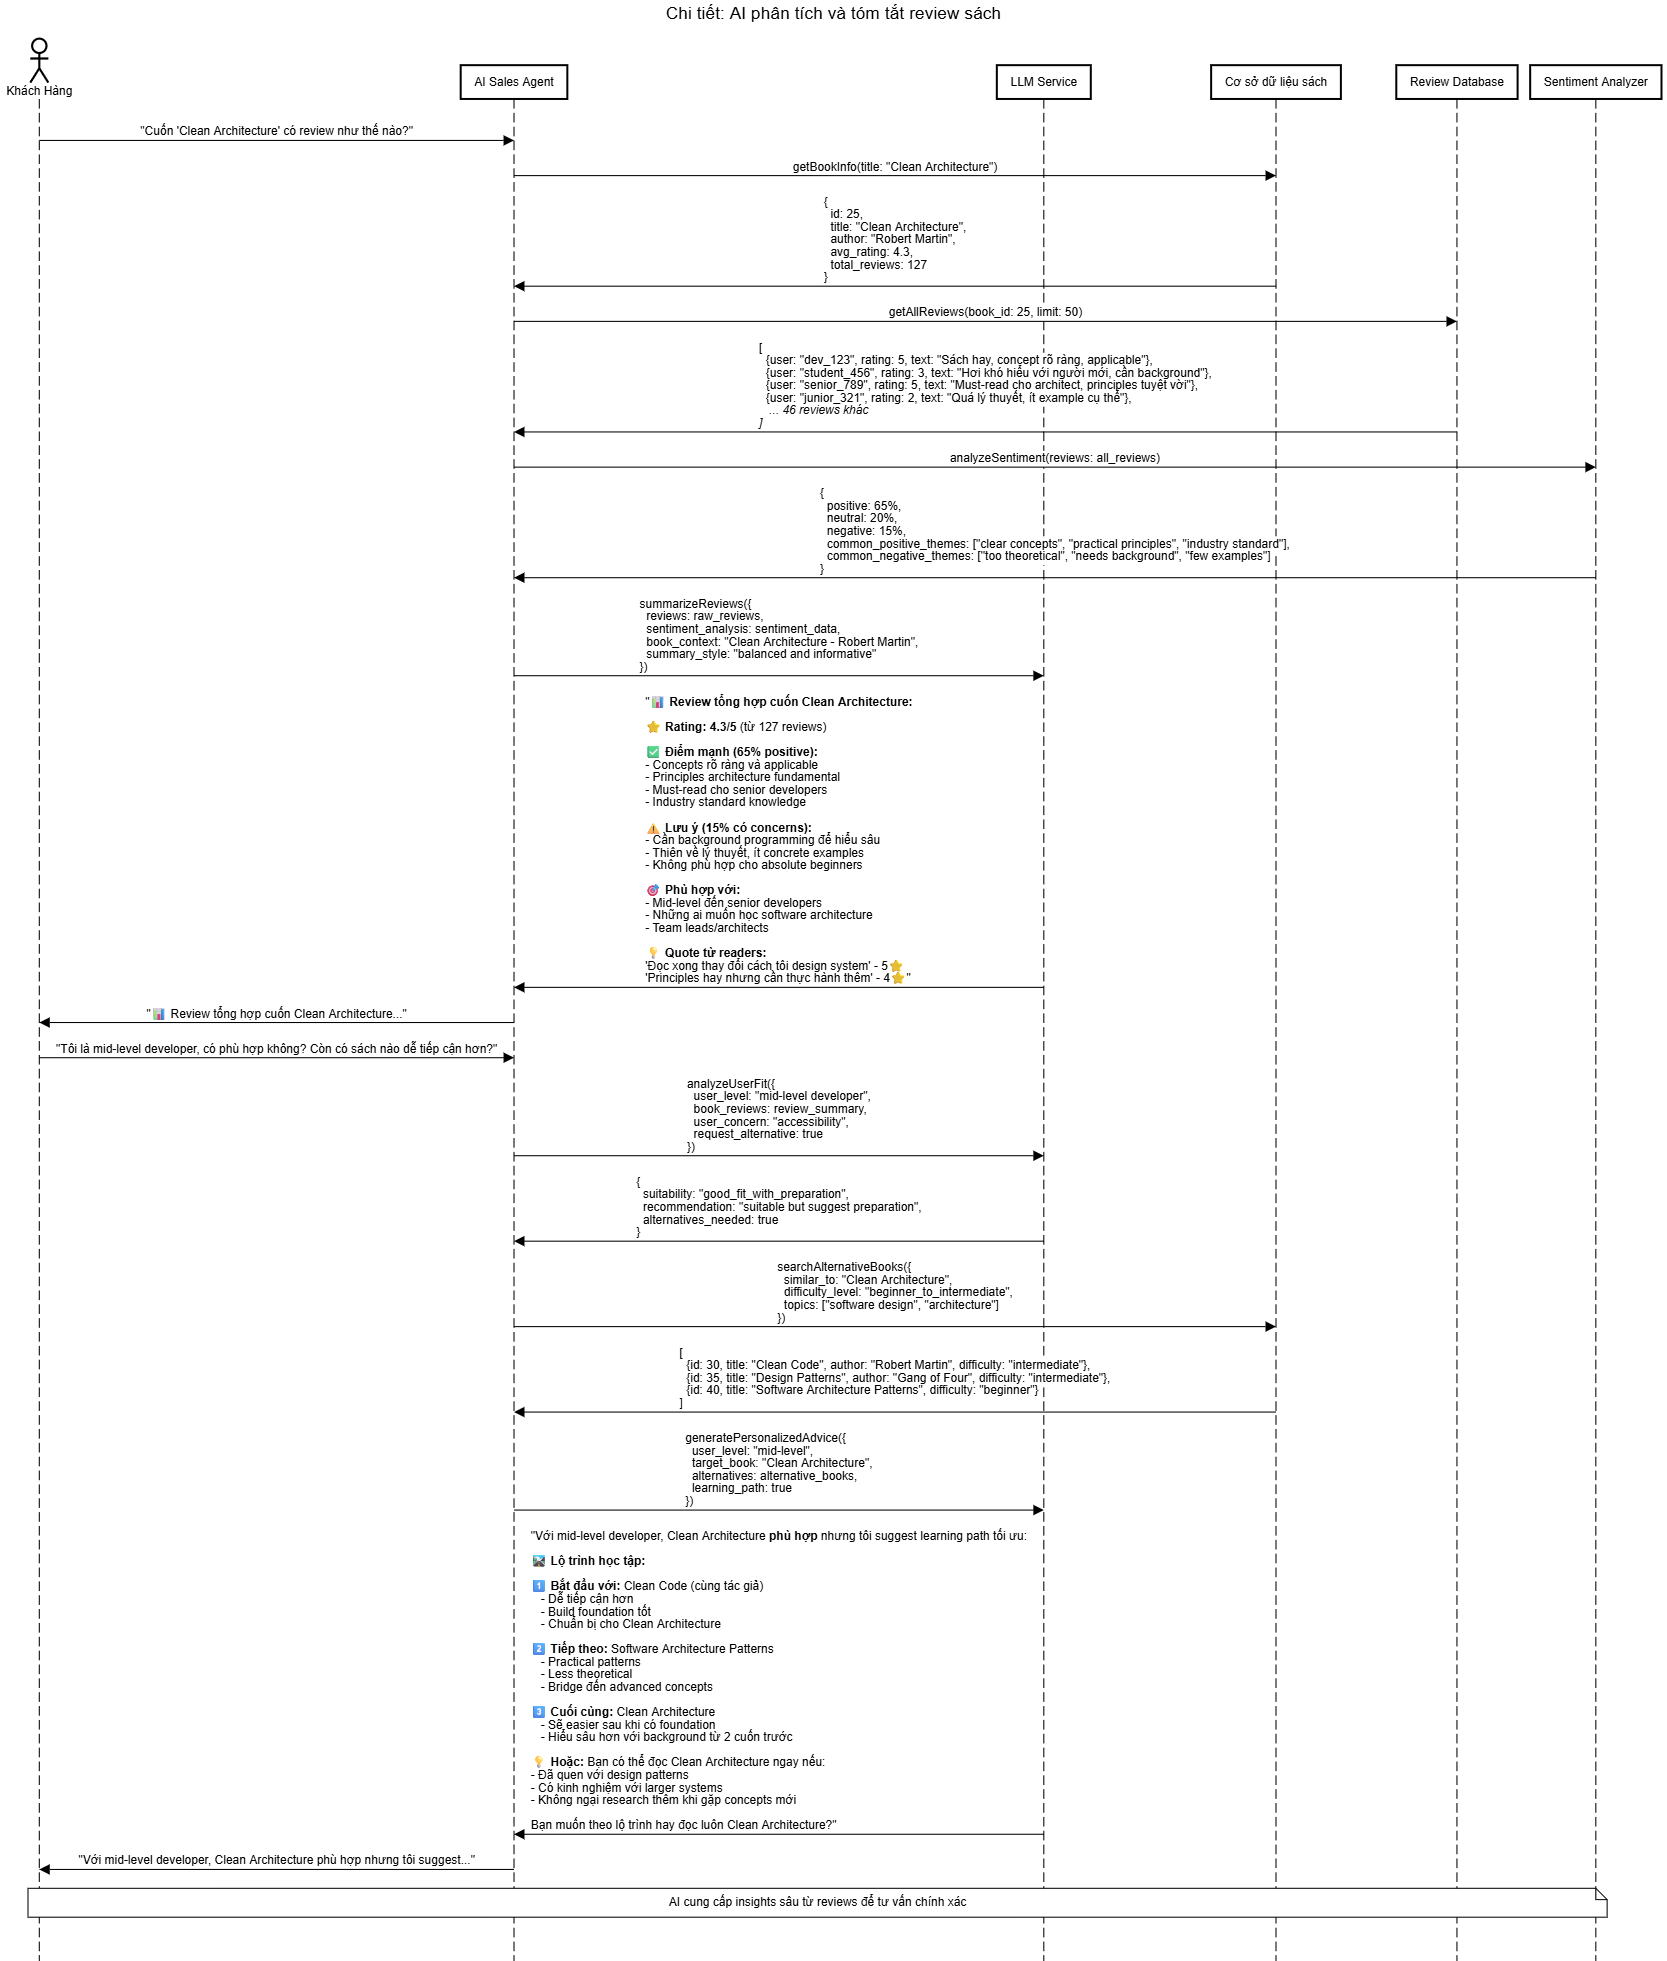 Chi tiết: AI phân tích và tóm tắt review sách
Khách Hàng
AI Sales Agent
LLM Service
Cơ sở dữ liệu sách
Review Database
Sentiment Analyzer
"Cuốn 'Clean Architecture' có review như thế nào?"
getBookInfo(title: "Clean Architecture")
{
id: 25,
title: "Clean Architecture",
author: "Robert Martin",
avg_rating: 4.3,
total_reviews: 127
}
getAllReviews(book_id: 25, limit: 50)
[
{user: "dev_123", rating: 5, text: "Sách hay, concept rõ ràng, applicable"},
{user: "student_456", rating: 3, text: "Hơi khó hiểu với người mới, cần background"},
{user: "senior_789", rating: 5, text: "Must-read cho architect, principles tuyệt vời"},
{user: "junior_321", rating: 2, text: "Quá lý thuyết, ít example cụ thể"},
... 46 reviews khác
]
analyzeSentiment(reviews: all_reviews)
{
positive: 65%,
neutral: 20%,
negative: 15%,
common_positive_themes: ["clear concepts", "practical principles", "industry standard"],
common_negative_themes: ["too theoretical", "needs background", "few examples"]
}
summarizeReviews({
reviews: raw_reviews,
sentiment_analysis: sentiment_data,
book_context: "Clean Architecture - Robert Martin",
summary_style: "balanced and informative"
})
"📊 Review tổng hợp cuốn Clean Architecture:
⭐ Rating: 4.3/5 (từ 127 reviews)
✅ Điểm mạnh (65% positive):
- Concepts rõ ràng và applicable
- Principles architecture fundamental
- Must-read cho senior developers
- Industry standard knowledge
⚠️ Lưu ý (15% có concerns):
- Cần background programming để hiểu sâu
- Thiên về lý thuyết, ít concrete examples
- Không phù hợp cho absolute beginners
🎯 Phù hợp với:
- Mid-level đến senior developers
- Những ai muốn học software architecture
- Team leads/architects
💡 Quote từ readers:
'Đọc xong thay đổi cách tôi design system' - 5⭐
'Principles hay nhưng cần thực hành thêm' - 4⭐"
"📊 Review tổng hợp cuốn Clean Architecture..."
"Tôi là mid-level developer, có phù hợp không? Còn có sách nào dễ tiếp cận hơn?"
analyzeUserFit({
user_level: "mid-level developer",
book_reviews: review_summary,
user_concern: "accessibility",
request_alternative: true
})
{
suitability: "good_fit_with_preparation",
recommendation: "suitable but suggest preparation",
alternatives_needed: true
}
searchAlternativeBooks({
similar_to: "Clean Architecture",
difficulty_level: "beginner_to_intermediate",
topics: ["software design", "architecture"]
})
[
{id: 30, title: "Clean Code", author: "Robert Martin", difficulty: "intermediate"},
{id: 35, title: "Design Patterns", author: "Gang of Four", difficulty: "intermediate"},
{id: 40, title: "Software Architecture Patterns", difficulty: "beginner"}
]
generatePersonalizedAdvice({
user_level: "mid-level",
target_book: "Clean Architecture",
alternatives: alternative_books,
learning_path: true
})
"Với mid-level developer, Clean Architecture phù hợp nhưng tôi suggest learning path tối ưu:
🛣️ Lộ trình học tập:
1️⃣ Bắt đầu với: Clean Code (cùng tác giả)
- Dễ tiếp cận hơn
- Build foundation tốt
- Chuẩn bị cho Clean Architecture
2️⃣ Tiếp theo: Software Architecture Patterns
- Practical patterns
- Less theoretical
- Bridge đến advanced concepts
3️⃣ Cuối cùng: Clean Architecture
- Sẽ easier sau khi có foundation
- Hiểu sâu hơn với background từ 2 cuốn trước
💡 Hoặc: Bạn có thể đọc Clean Architecture ngay nếu:
- Đã quen với design patterns
- Có kinh nghiệm với larger systems
- Không ngại research thêm khi gặp concepts mới
Bạn muốn theo lộ trình hay đọc luôn Clean Architecture?"
"Với mid-level developer, Clean Architecture phù hợp nhưng tôi suggest..."
AI cung cấp insights sâu từ reviews để tư vấn chính xác